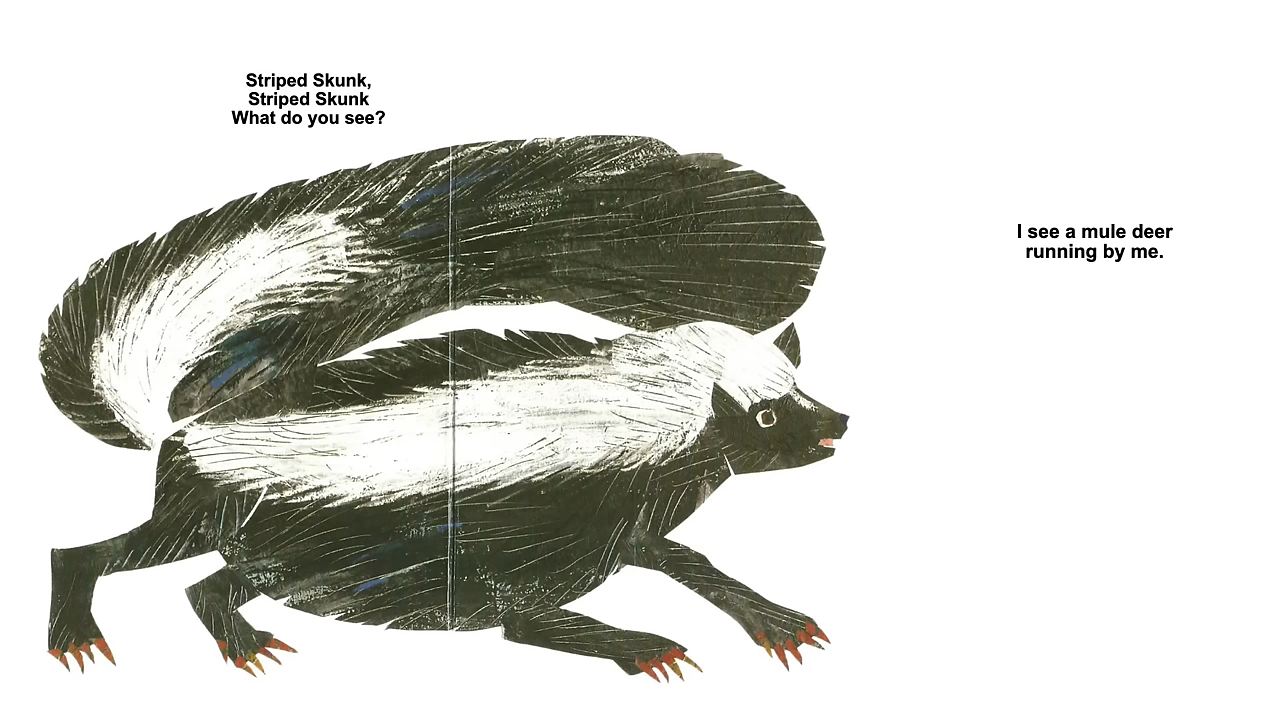 Striped Skunk,
Striped Skunk
What do you see?
I see a mule deer
running by me.